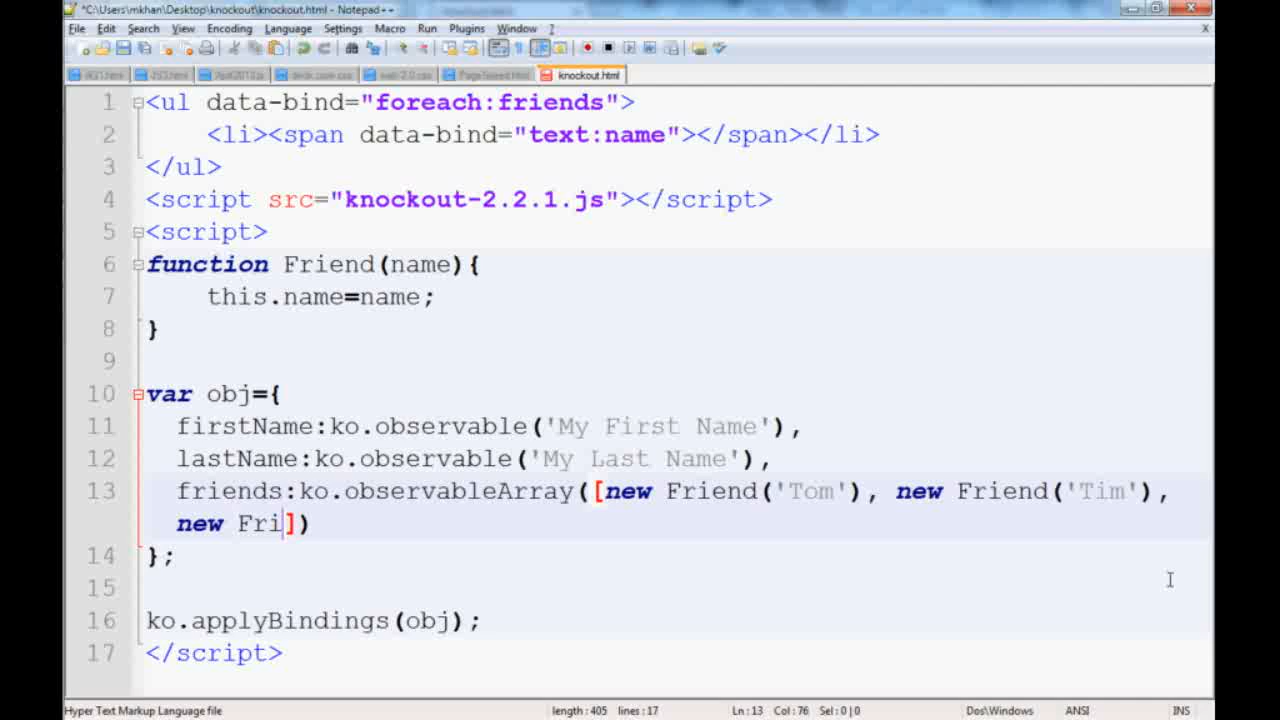 *C:\Users\mkhan\Desktop\knockout\knockout.html - Notepad++
File Edit Search View Encoding Language Settings Macro Run Plugins Window ?
X
knockout.html
1 <ul data-bind="foreach:friends">
2 <li><span data-bind="text:name"></span></li>
3 </ul>
4 <script src="knockout-2.2.1.js"></script>
5 <script>
6 function Friend(name){
7 this.name=name;
8 }
9
10 var obj={
11 firstName:ko.observable('My First Name'),
12 lastName:ko.observable('My Last Name'),
13 friends:ko.observableArray([new Friend('Tom'), new Friend('Tim'),
new Fri])
14 };
15
16 ko.applyBindings(obj);
17 </script>
Hyper Text Markup Language file length : 405 lines : 17 Ln : 13 Col : 76 Sel : 0 | 0 Dos\Windows ANSI INS